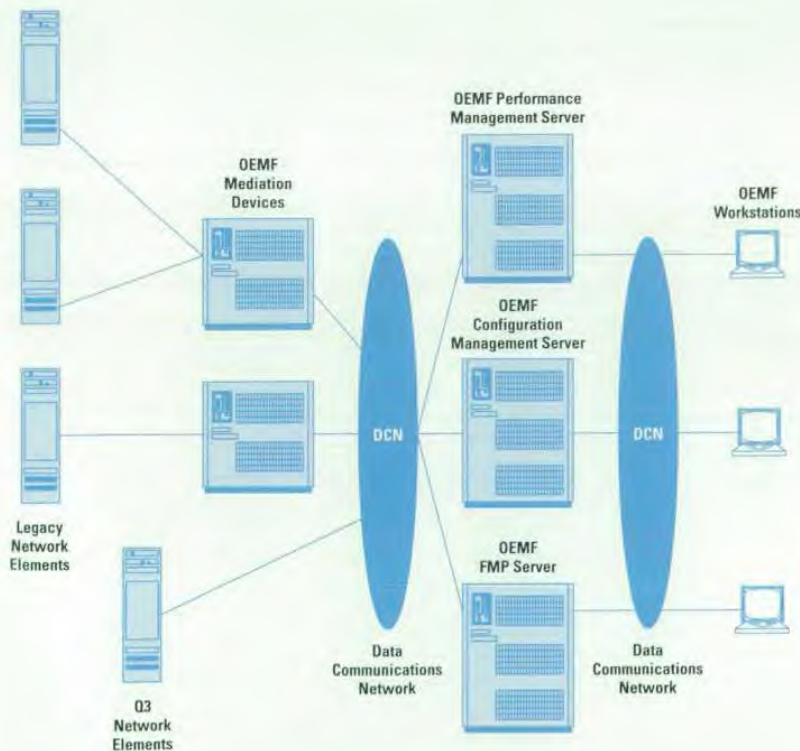 OEMF Performance
Management Server
OEMF
Mediation
Devices
OEMF
Workstations
OEMF
Configuration
Management Server
DCN
DCN
Legacy
Network
Elements
OEMF
FMP Server
Data
Communications
Network
Data
Communications
Network
Q3
Network
Elements